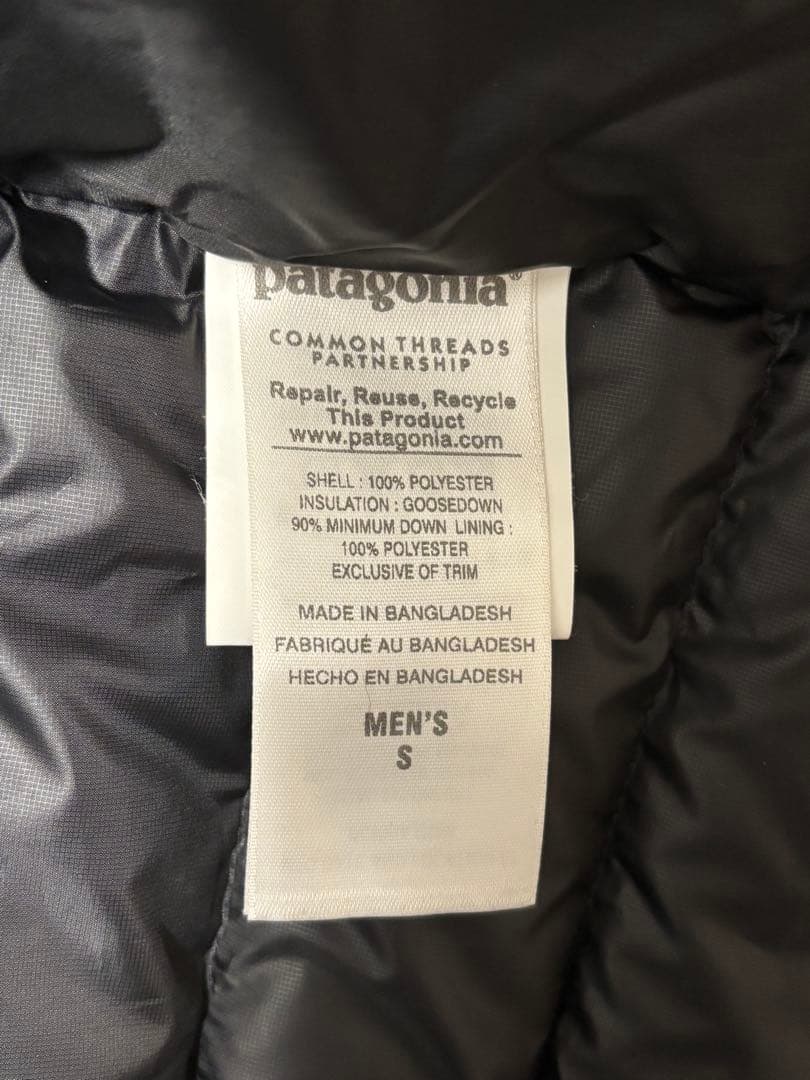 patagonia®
COMMON THREADS
PARTNERSHIP
Repair, Reuse, Recycle
This Product
www.patagonia.com
SHELL : 100% POLYESTER
INSULATION : GOOSEDOWN
90% MINIMUM DOWN LINING :
100% POLYESTER
EXCLUSIVE OF TRIM
MADE IN BANGLADESH
FABRIQUÉ AU BANGLADESH
HECHO EN BANGLADESH
MEN'S
S